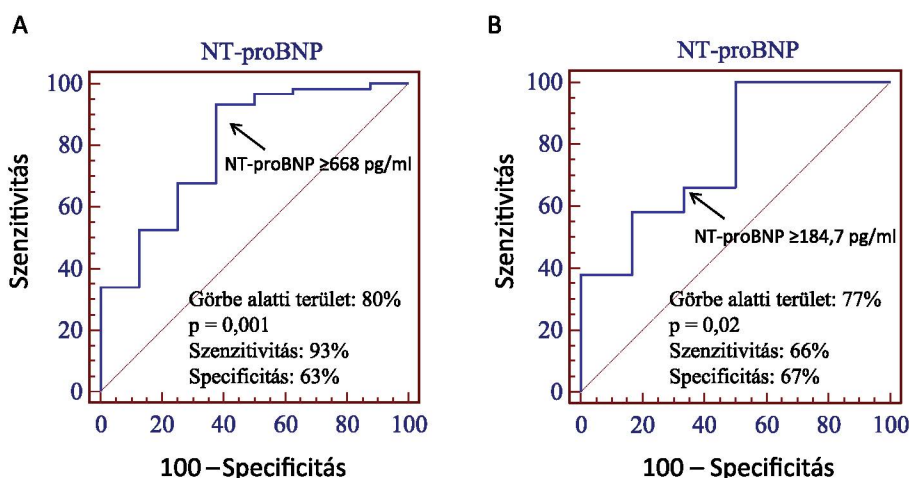 A
NT-proBNP
100
80
60
40
20
0
Szenzitivitás
NT-proBNP ≥668 pg/ml
Görbe alatti terület: 80%
p = 0,001
Szenzitivitás: 93%
Specificitás: 63%
0 20 40 60 80 100
100 – Specificitás
B
NT-proBNP
100
80
60
40
20
0
Szenzitivitás
NT-proBNP ≥184,7 pg/ml
Görbe alatti terület: 77%
p = 0,02
Szenzitivitás: 66%
Specificitás: 67%
0 20 40 60 80 100
100 – Specificitás